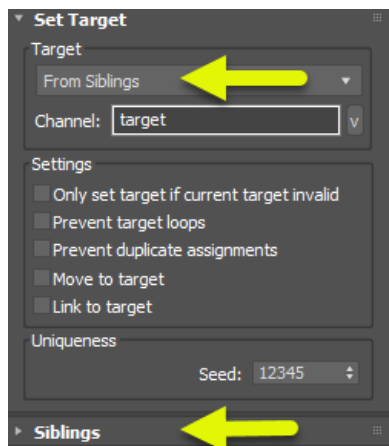 Set Target
Target
From Siblings
Channel: target v
Settings
Only set target if current target invalid
Prevent target loops
Prevent duplicate assignments
Move to target
Link to target
Uniqueness
Seed: 12345
Siblings